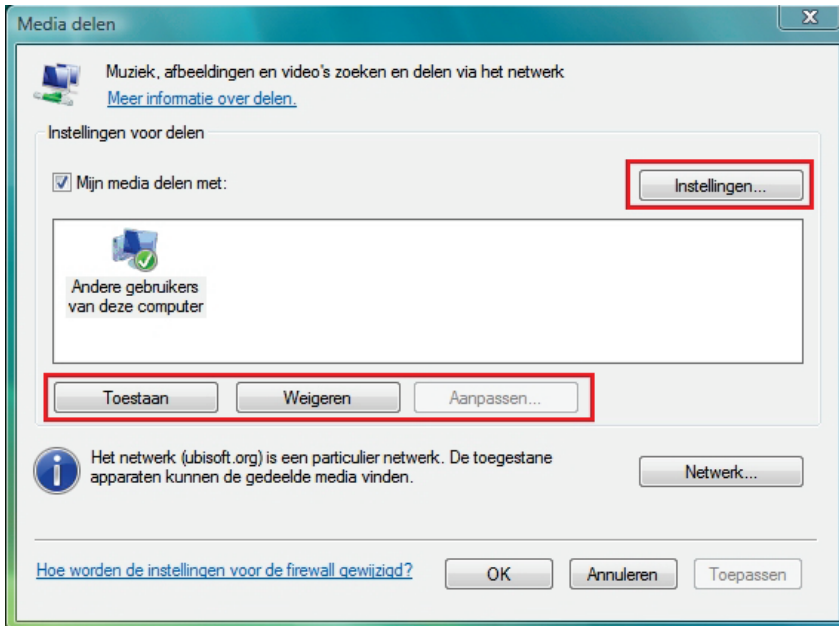 Media delen
Muziek, afbeeldingen en video's zoeken en delen via het netwerk
Meer informatie over delen.
Instellingen voor delen
Mijn media delen met:
Instellingen...
Andere gebruikers
van deze computer
Toestaan
Weigeren
Aanpassen...
Het netwerk (ubisoft.org) is een particulier netwerk. De toegestane
apparaten kunnen de gedeelde media vinden.
Netwerk...
Hoe worden de instellingen voor de firewall gewijzigd?
OK
Annuleren
Toepassen